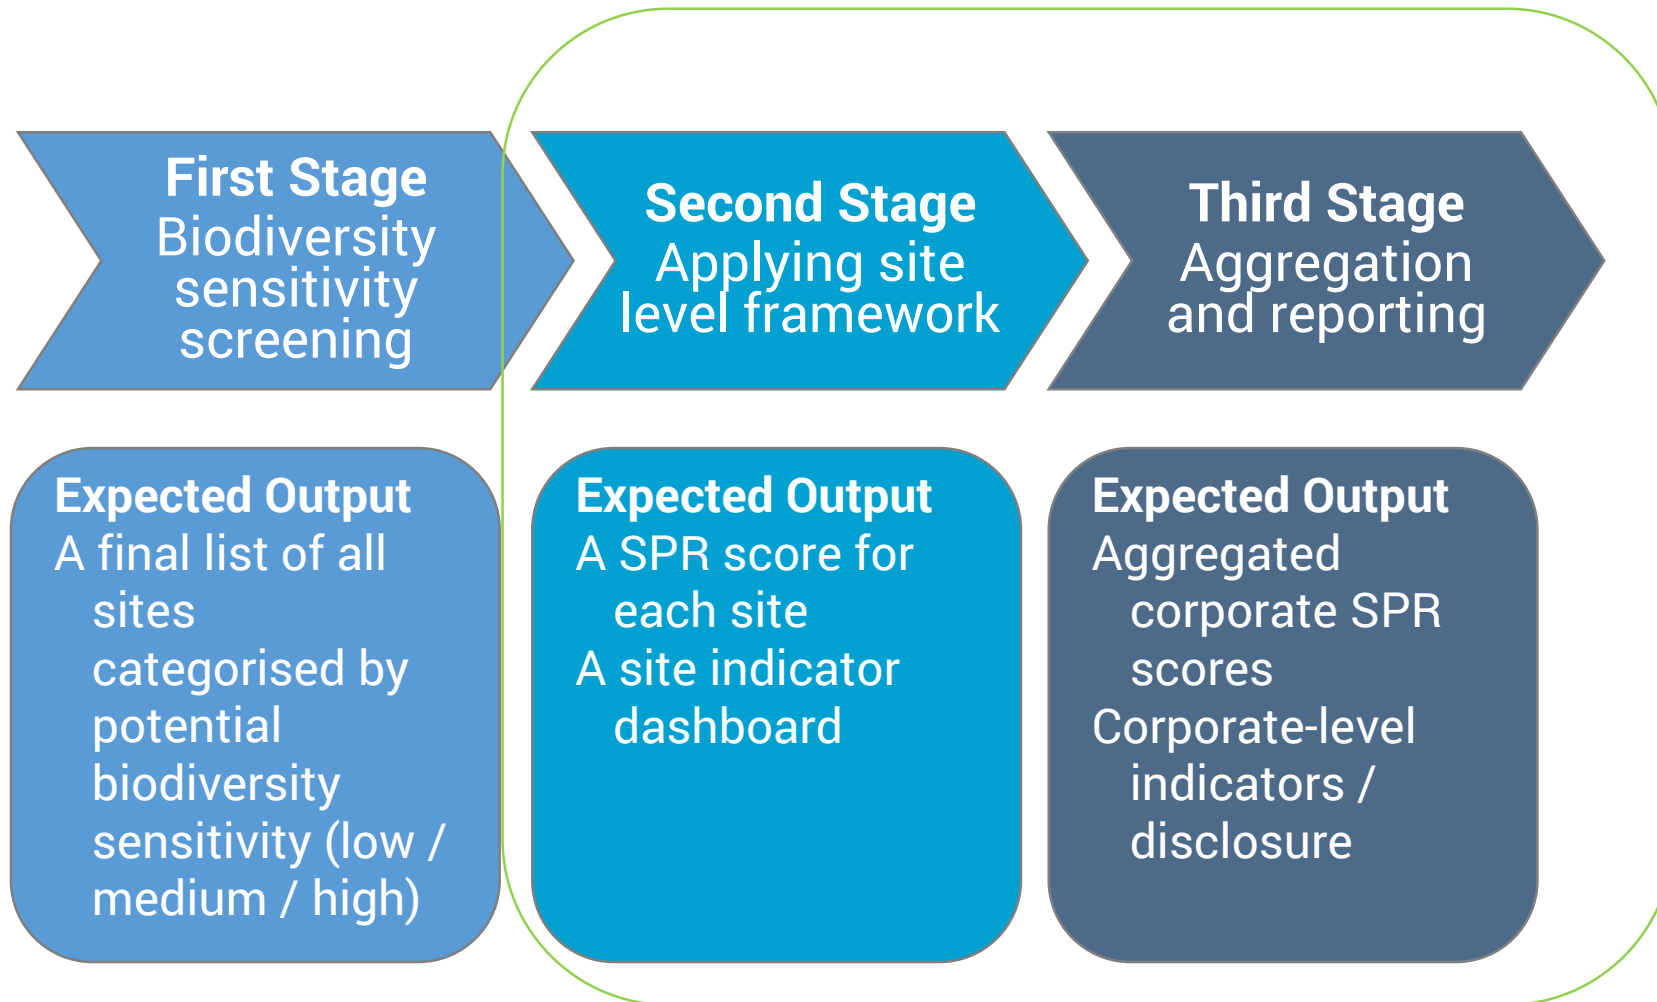 First Stage
Biodiversity
sensitivity
screening
Second Stage
Applying site
level framework
Third Stage
Aggregation
and reporting
Expected Output
A final list of all
sites
categorised by
potential
biodiversity
sensitivity (low /
medium / high)
Expected Output
A SPR score for
each site
A site indicator
dashboard
Expected Output
Aggregated
corporate SPR
scores
Corporate-level
indicators /
disclosure